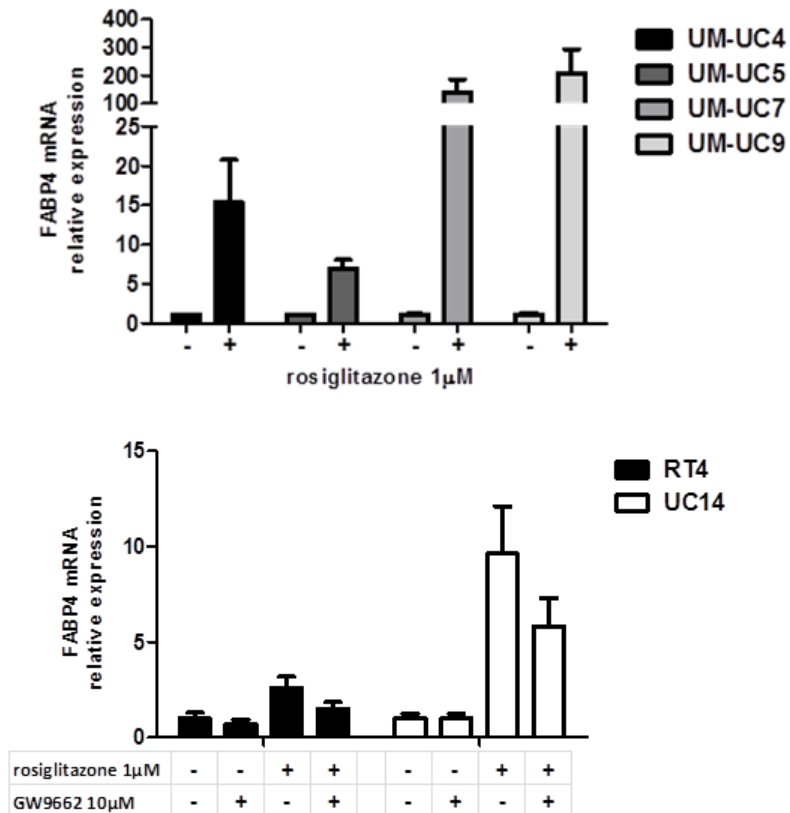 400
300
200
100
25
20
15
10
5
0
FABP4 mRNA
relative expression
- + - + - + - +
rosiglitazone 1µM
UM-UC4
UM-UC5
UM-UC7
UM-UC9
15
10
5
0
FABP4 mRNA
relative expression
RT4
UC14
rosiglitazone 1µM - - + + - - + +
GW9662 10µM - + - + - + - +